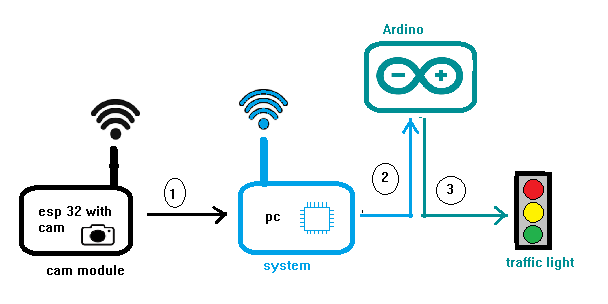 Ardino
1
2
3
esp 32 with
cam
pc
cam module
system
traffic light